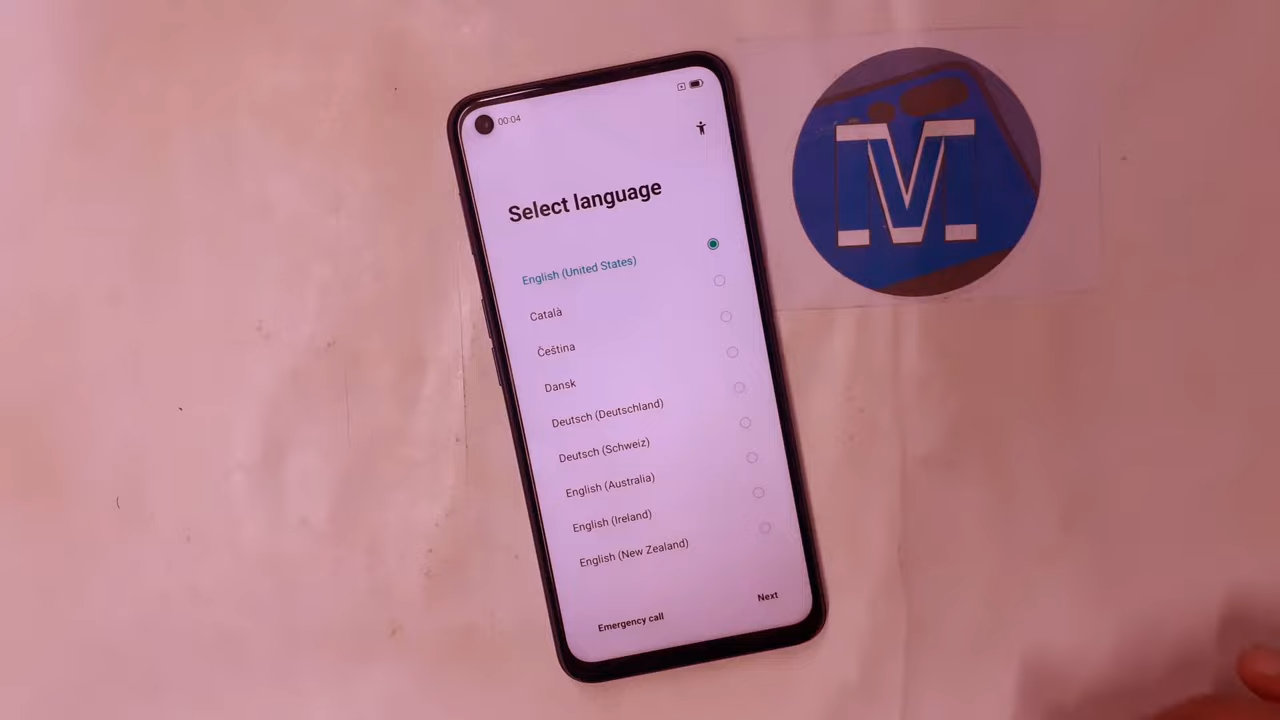 00:04
Select language
English (United States)
Català
Čeština
Dansk
Deutsch (Deutschland)
Deutsch (Schweiz)
English (Australia)
English (Ireland)
English (New Zealand)
Emergency call
Next
M